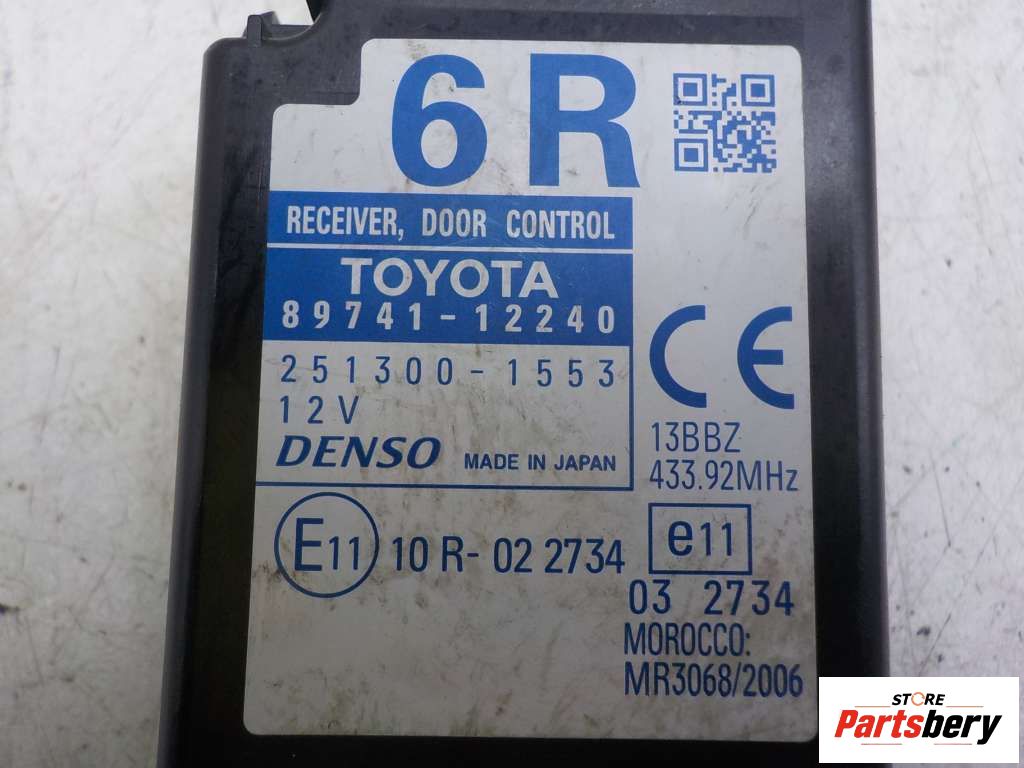 6R
RECEIVER, DOOR CONTROL
TOYOTA
89741-12240
251300-1553
12V
DENSO MADE IN JAPAN
CE
13BBZ
433.92MHz
E11 10 R- 02 2734
e11
03 2734
MOROCCO:
MR3068/2006
STORE
Partsbery